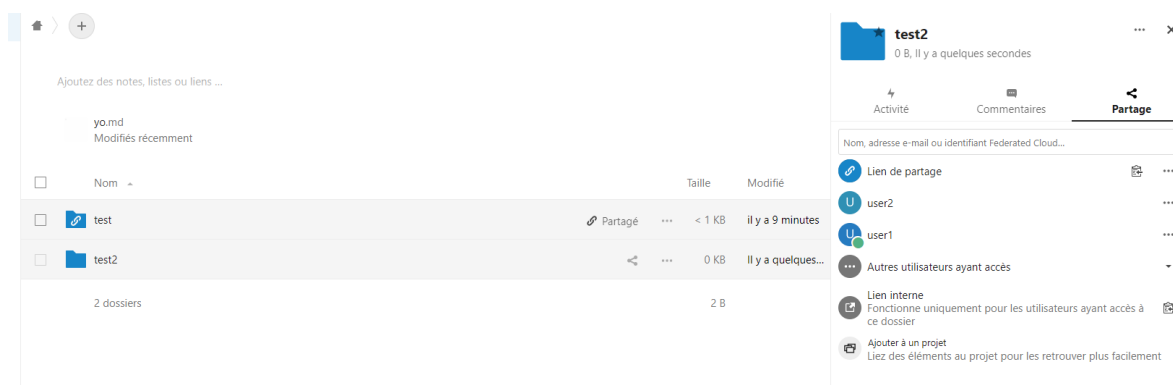 Ajoutez des notes, listes ou liens ...
yo.md
Modifiés récemment
Nom
Taille
Modifié
test
Partagé
< 1 KB
il y a 9 minutes
test2
0 KB
Il y a quelques...
2 dossiers
2 B
test2
0 B, Il y a quelques secondes
Activité
Commentaires
Partage
Nom, adresse e-mail ou identifiant Federated Cloud...
Lien de partage
U
user2
U
user1
Autres utilisateurs ayant accès
Lien interne
Fonctionne uniquement pour les utilisateurs ayant accès à
ce dossier
Ajouter à un projet
Liez des éléments au projet pour les retrouver plus facilement